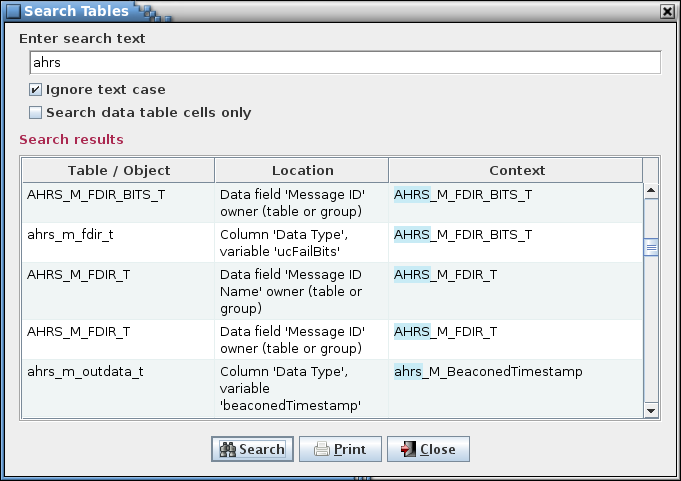 Search Tables
Enter search text
ahrs
Ignore text case
Search data table cells only
Search results
Table / Object Location Context
AHRS_M_FDIR_BITS_T Data field 'Message ID' AHRS_M_FDIR_BITS_T
owner (table or group)
ahrs_m_fdir_t Column 'Data Type', AHRS_M_FDIR_BITS_T
variable 'ucFailBits'
AHRS_M_FDIR_T Data field 'Message ID AHRS_M_FDIR_T
Name' owner (table or
group)
AHRS_M_FDIR_T Data field 'Message ID' AHRS_M_FDIR_T
owner (table or group)
ahrs_m_outdata_t Column 'Data Type', ahrs_M_BeaconedTimestamp
variable
'beaconedTimestamp'
Search Print Close